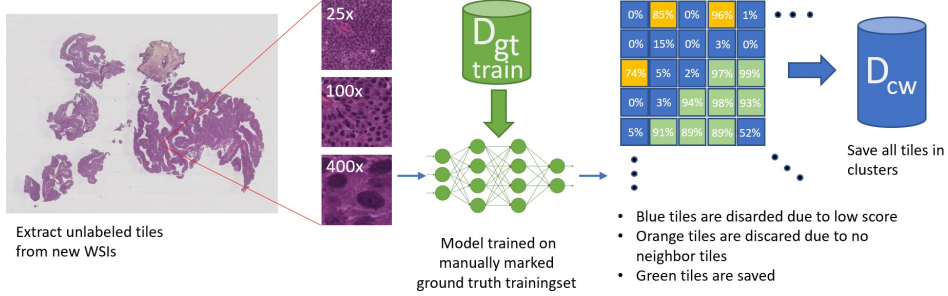 25x
100x
400x
D gt
train
0% 85% 0% 96% 1%
0% 15% 0% 3% 0%
74% 5% 2% 97% 99%
0% 3% 94% 98% 93%
5% 91% 89% 89% 52%
D cw
Save all tiles in
clusters
Extract unlabeled tiles
from new WSIs
Model trained on
manually marked
ground truth trainingset
• Blue tiles are disarded due to low score
• Orange tiles are discared due to no
neighbor tiles
• Green tiles are saved